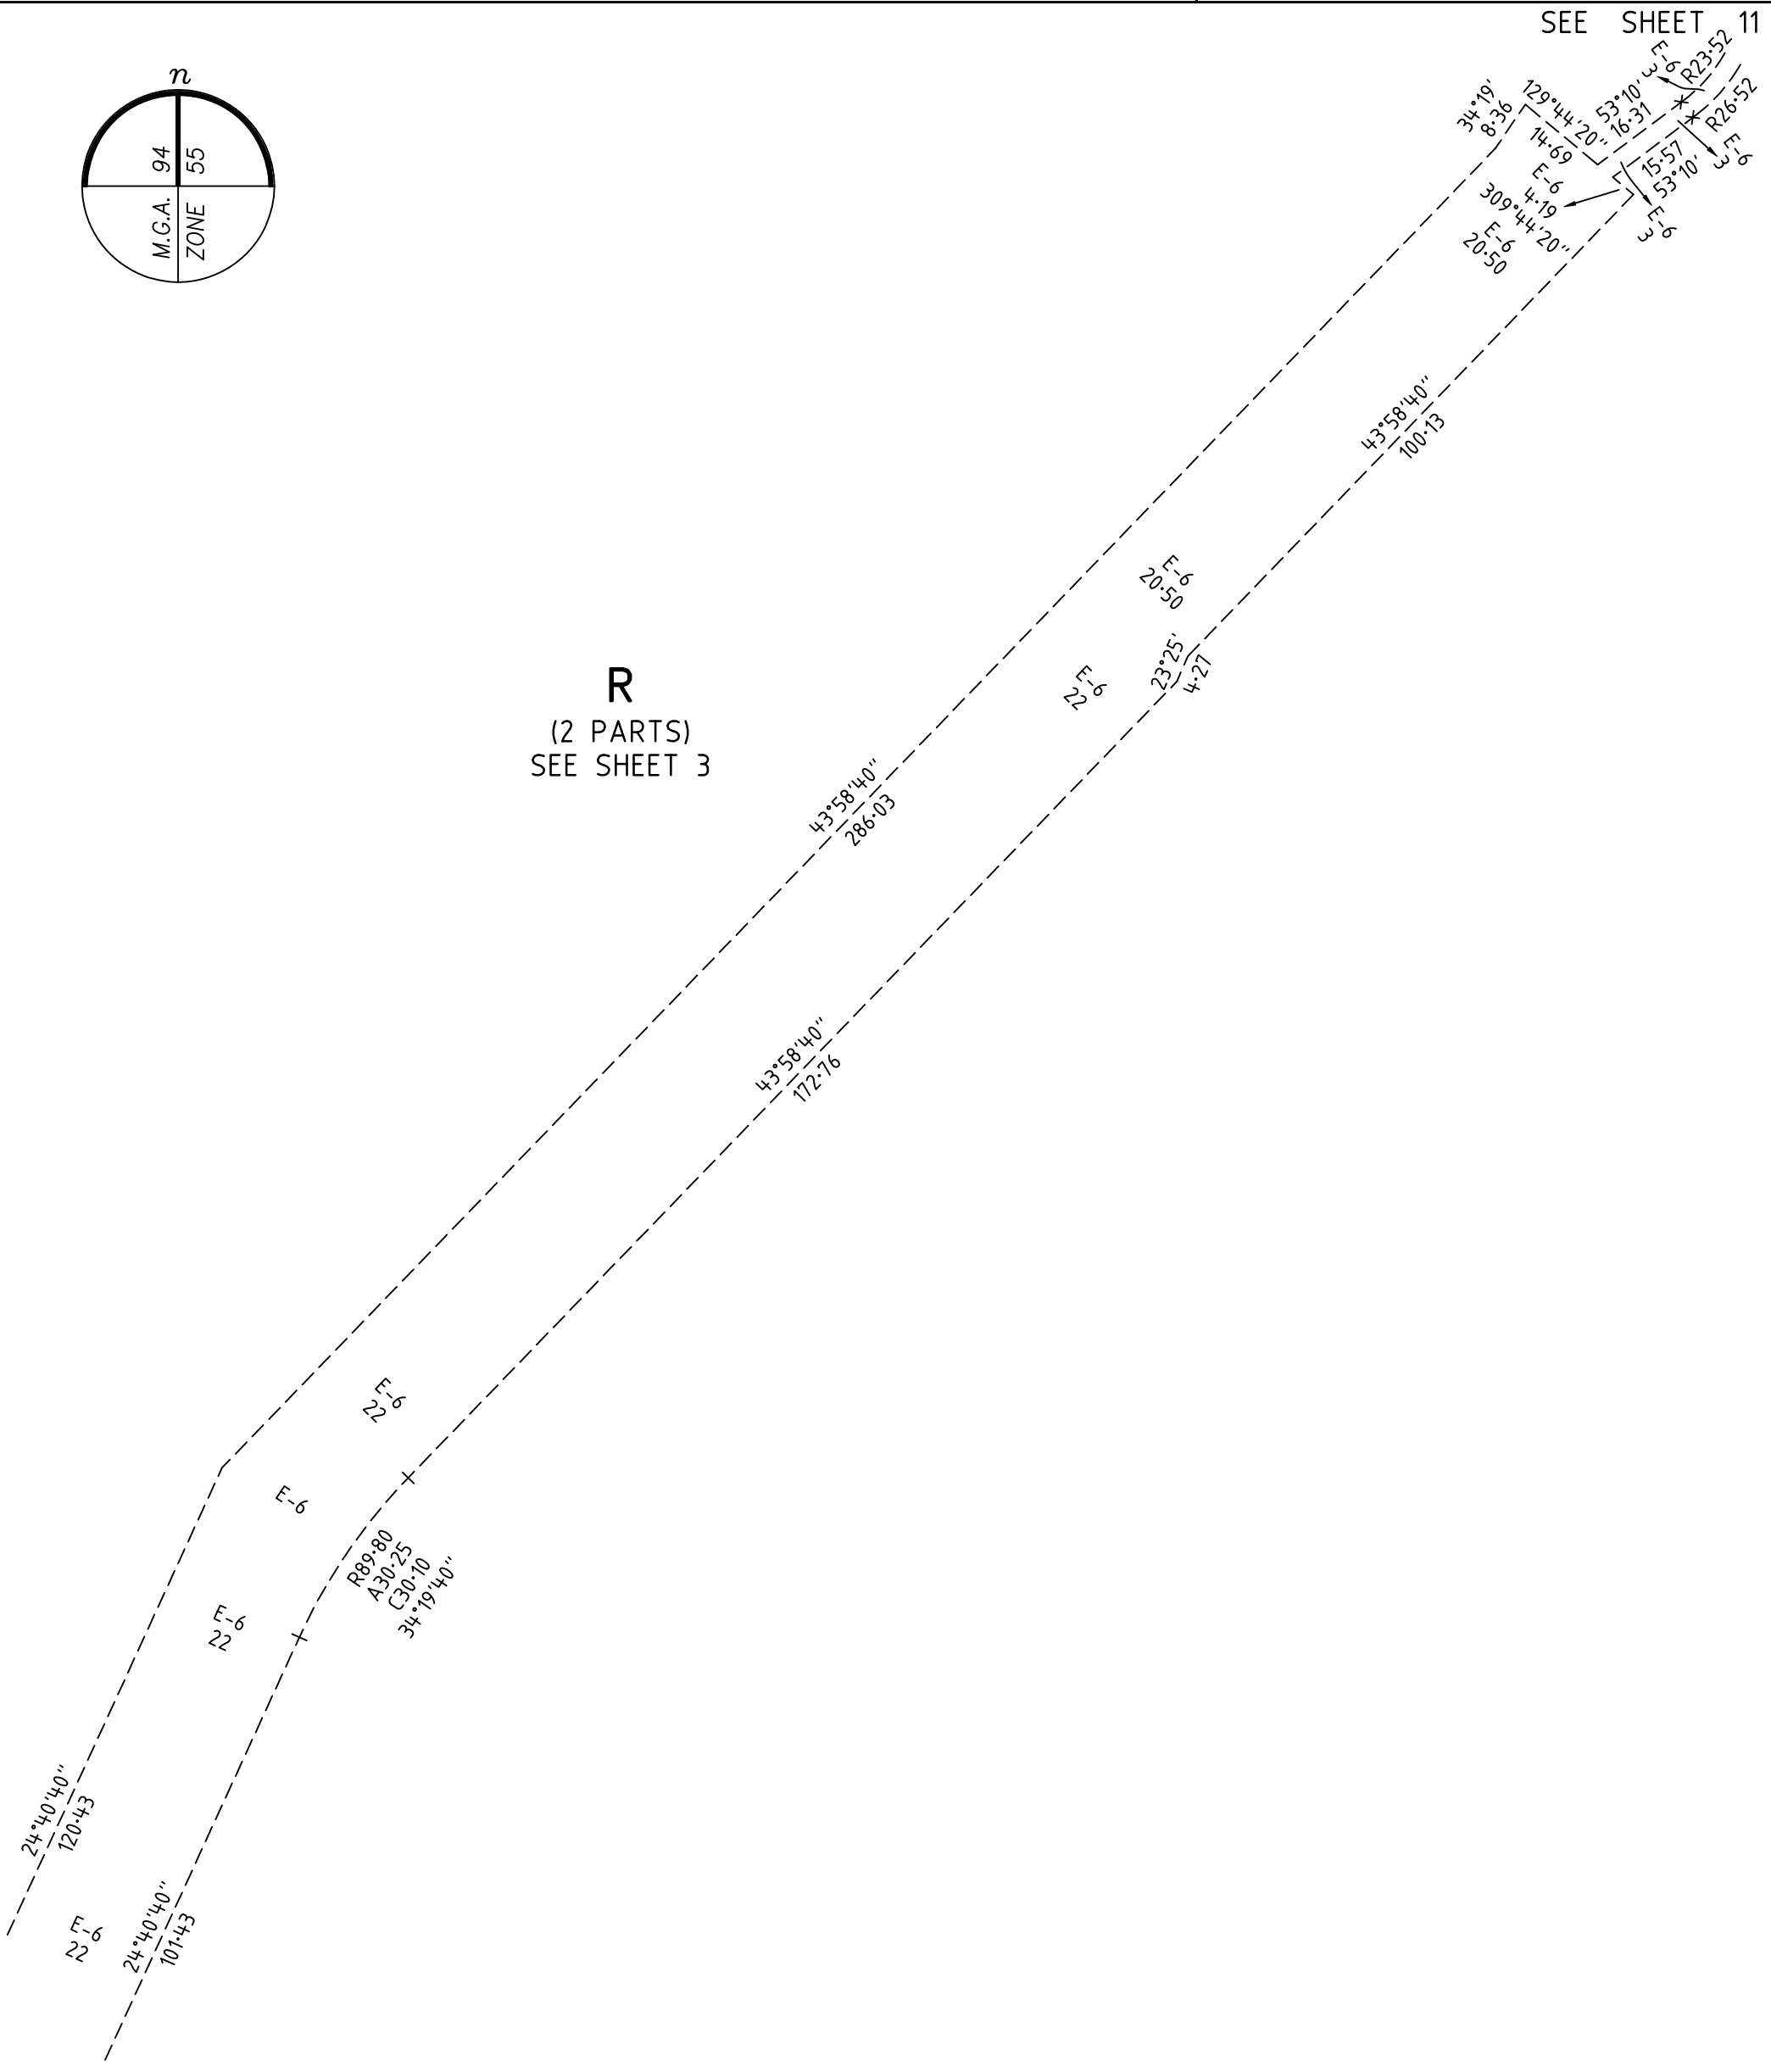 SEE SHEET 11
n
M.G.A. 94
ZONE 55
34°19'
8·36
129°44'20"
14·69
53°10'
16·31
E-6
3
R23·52
R26·52
E-6
3
15·57
53°10'
E-6
3
E-6
4·19
309°44'20"
E-6
20·50
43°58'40"
100·13
E-6
20·50
23°25'
4·27
E-6
22
R
(2 PARTS)
SEE SHEET 3
43°58'40"
286·03
43°58'40"
172·76
E-6
22
E-6
R89·80
A30·25
C30·10
34°19'40"
E-6
22
24°40'40"
120·43
24°40'40"
101·43
E-6
22